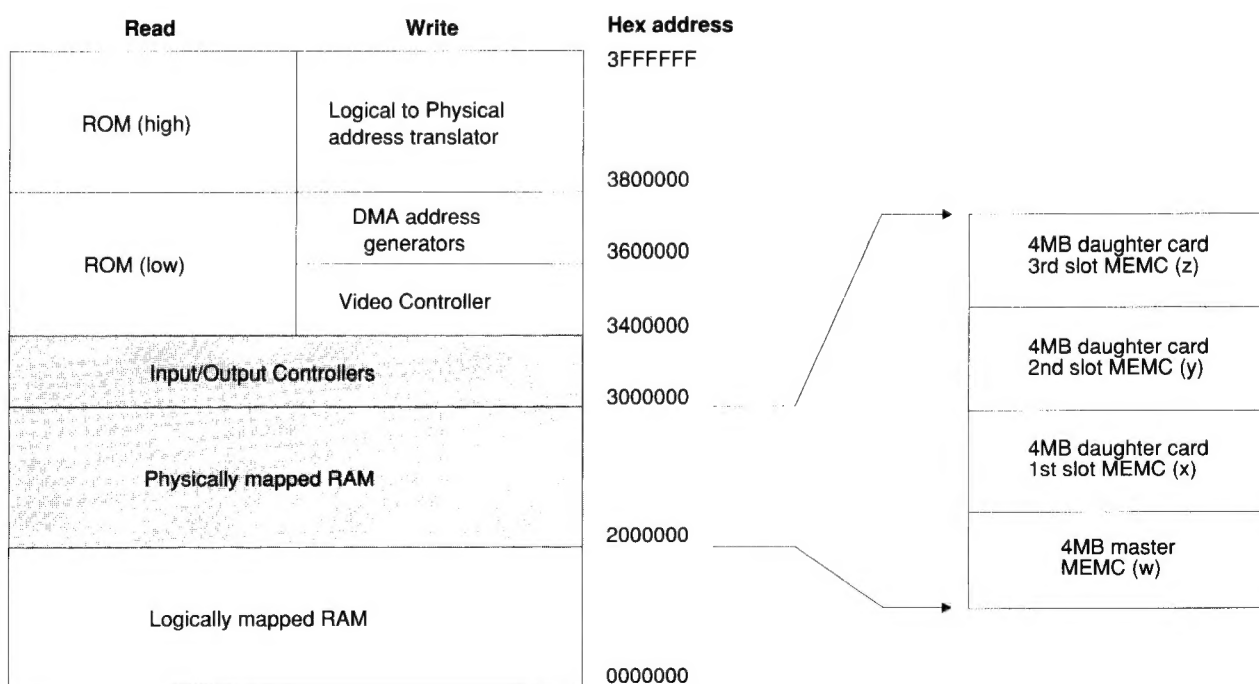 Read
Write
Hex address
3FFFFFF
ROM (high)
Logical to Physical
address translator
3800000
DMA address
generators
3600000
ROM (low)
Video Controller
3400000
Input/Output Controllers
3000000
Physically mapped RAM
2000000
Logically mapped RAM
0000000
4MB daughter card
3rd slot MEMC (z)
4MB daughter card
2nd slot MEMC (y)
4MB daughter card
1st slot MEMC (x)
4MB master
MEMC (w)